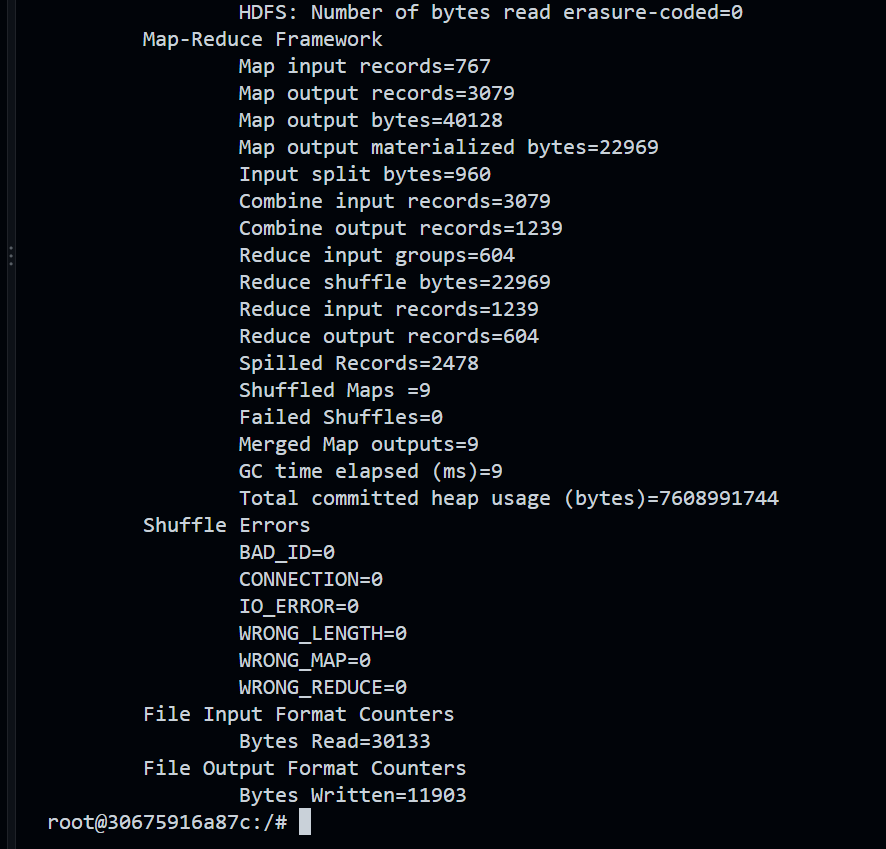 HDFS: Number of bytes read erasure-coded=0
Map-Reduce Framework
Map input records=767
Map output records=3079
Map output bytes=40128
Map output materialized bytes=22969
Input split bytes=960
Combine input records=3079
Combine output records=1239
Reduce input groups=604
Reduce shuffle bytes=22969
Reduce input records=1239
Reduce output records=604
Spilled Records=2478
Shuffled Maps =9
Failed Shuffles=0
Merged Map outputs=9
GC time elapsed (ms)=9
Total committed heap usage (bytes)=7608991744
Shuffle Errors
BAD_ID=0
CONNECTION=0
IO_ERROR=0
WRONG_LENGTH=0
WRONG_MAP=0
WRONG_REDUCE=0
File Input Format Counters
Bytes Read=30133
File Output Format Counters
Bytes Written=11903
root@30675916a87c:/#